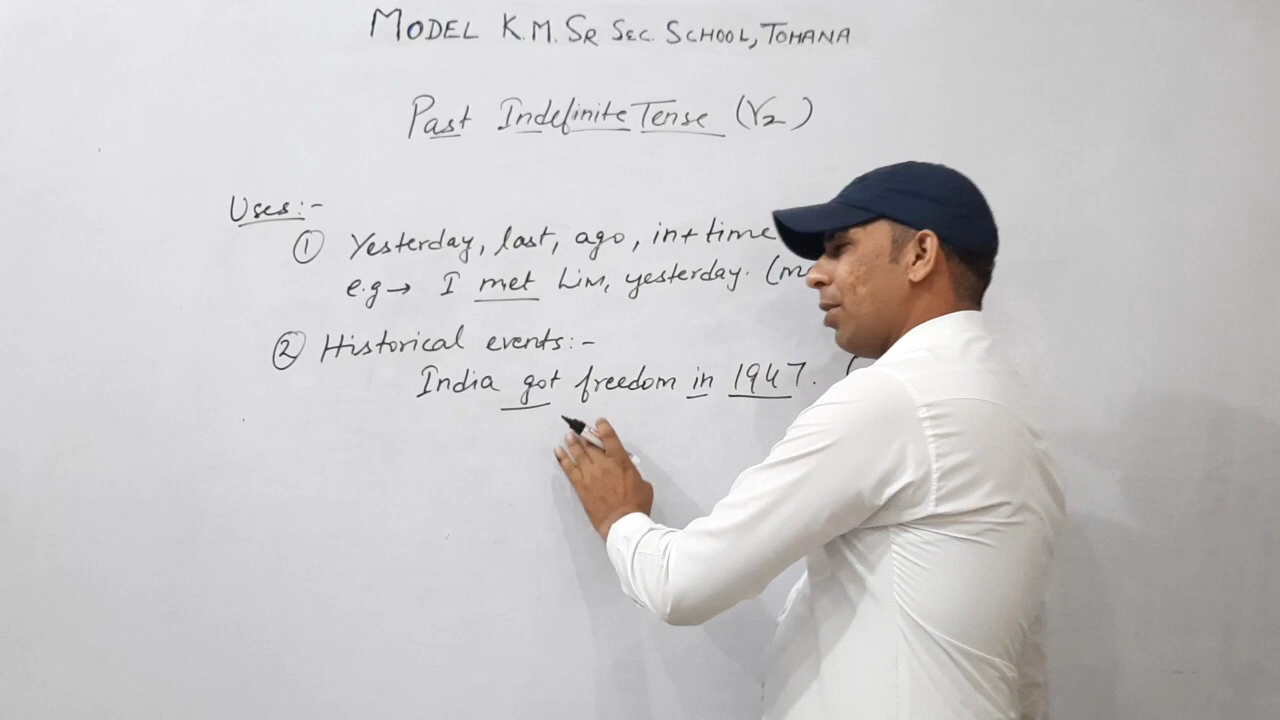 MODEL K.M. SR SEC. SCHOOL, TOHANA
Past Indefinite Tense (V2)
Uses:-
① Yesterday, last, ago, in+time
e.g→ I met him, yesterday. (m
② Historical events:-
India got freedom in 1947. (